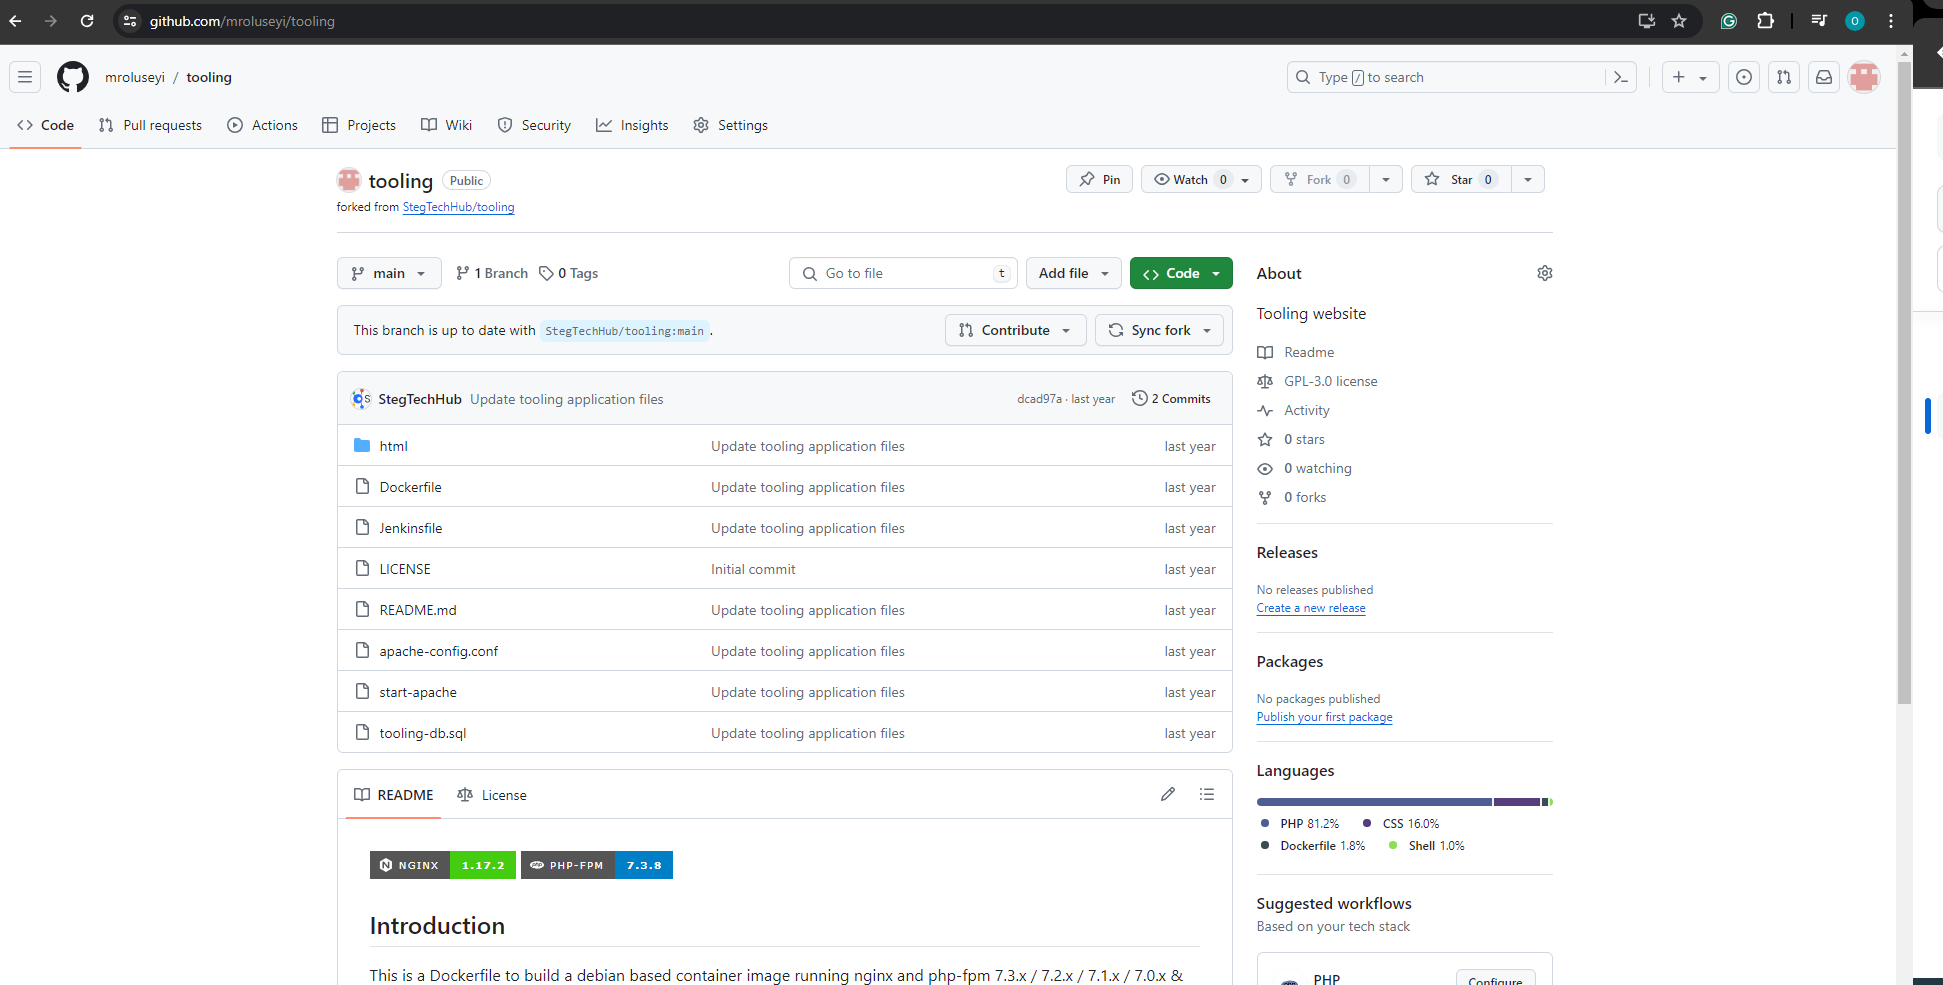 github.com/mroluseyi/tooling
O
mroluseyi / tooling
Type / to search
Code Pull requests Actions Projects Wiki Security Insights Settings
tooling Public
Pin Watch 0 Fork 0 Star 0
forked from StegTechHub/tooling
main 1 Branch 0 Tags Go to file t Add file Code
This branch is up to date with StegTechHub/tooling:main . Contribute Sync fork
StegTechHub Update tooling application files dcad97a · last year 2 Commits
html Update tooling application files last year
Dockerfile Update tooling application files last year
Jenkinsfile Update tooling application files last year
LICENSE Initial commit last year
README.md Update tooling application files last year
apache-config.conf Update tooling application files last year
start-apache Update tooling application files last year
tooling-db.sql Update tooling application files last year
README License
NGINX 1.17.2 PHP-FPM 7.3.8
Introduction
This is a Dockerfile to build a debian based container image running nginx and php-fpm 7.3.x / 7.2.x / 7.1.x / 7.0.x &
About
Tooling website
Readme
GPL-3.0 license
Activity
0 stars
0 watching
0 forks
Releases
No releases published
Create a new release
Packages
No packages published
Publish your first package
Languages
PHP 81.2% CSS 16.0%
Dockerfile 1.8% Shell 1.0%
Suggested workflows
Based on your tech stack
PHP Configure